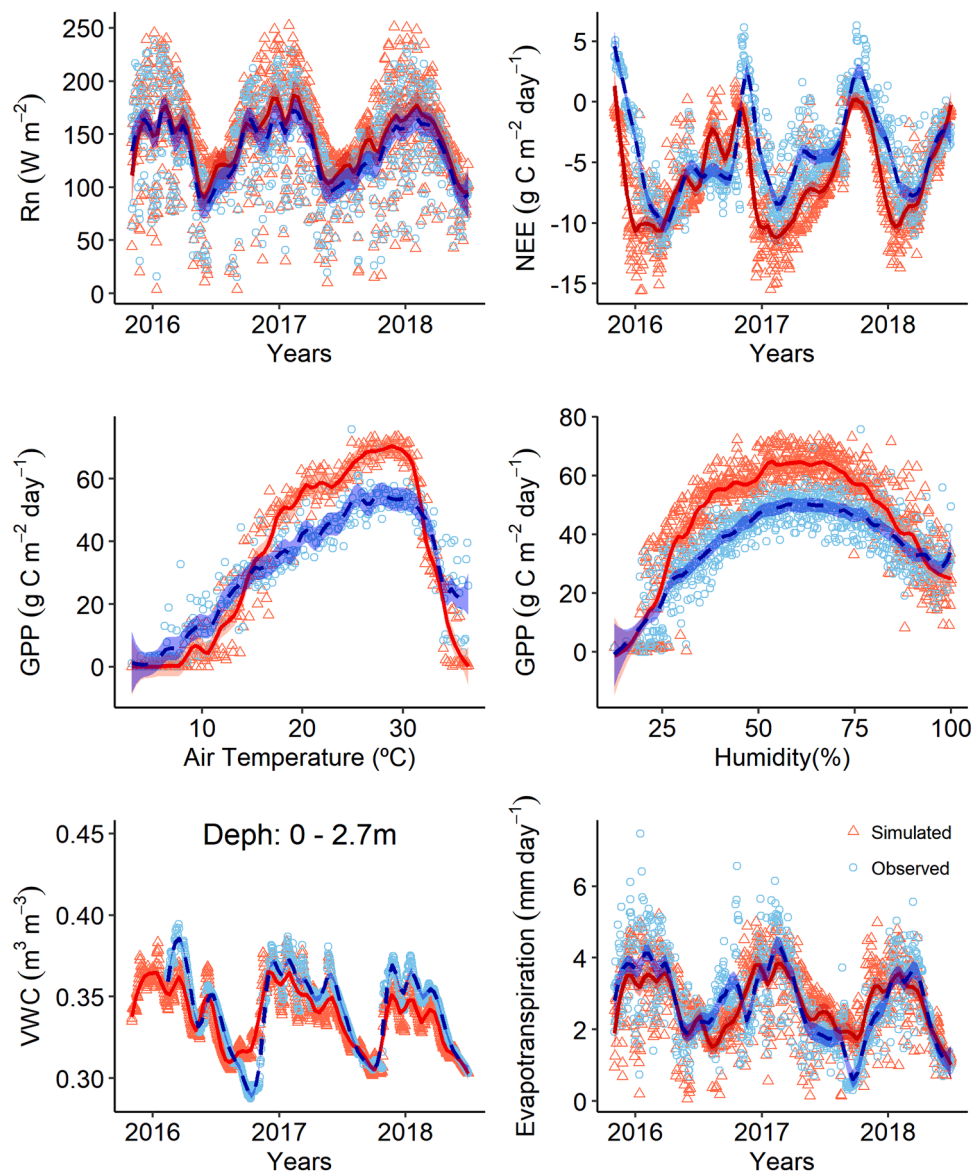 250
200
150
100
50
0
Rn (W m⁻²)
2016 2017 2018
Years
5
0
-5
-10
-15
NEE (g C m⁻² day⁻¹)
2016 2017 2018
Years
60
40
20
0
GPP (g C m⁻² day⁻¹)
10 20 30
Air Temperature (ºC)
80
60
40
20
0
GPP (g C m⁻² day⁻¹)
25 50 75 100
Humidity(%)
Deph: 0 - 2.7m
0.45
0.40
0.35
0.30
VWC (m³ m⁻³)
2016 2017 2018
Years
Simulated
Observed
6
4
2
0
Evapotranspiration (mm day⁻¹)
2016 2017 2018
Years